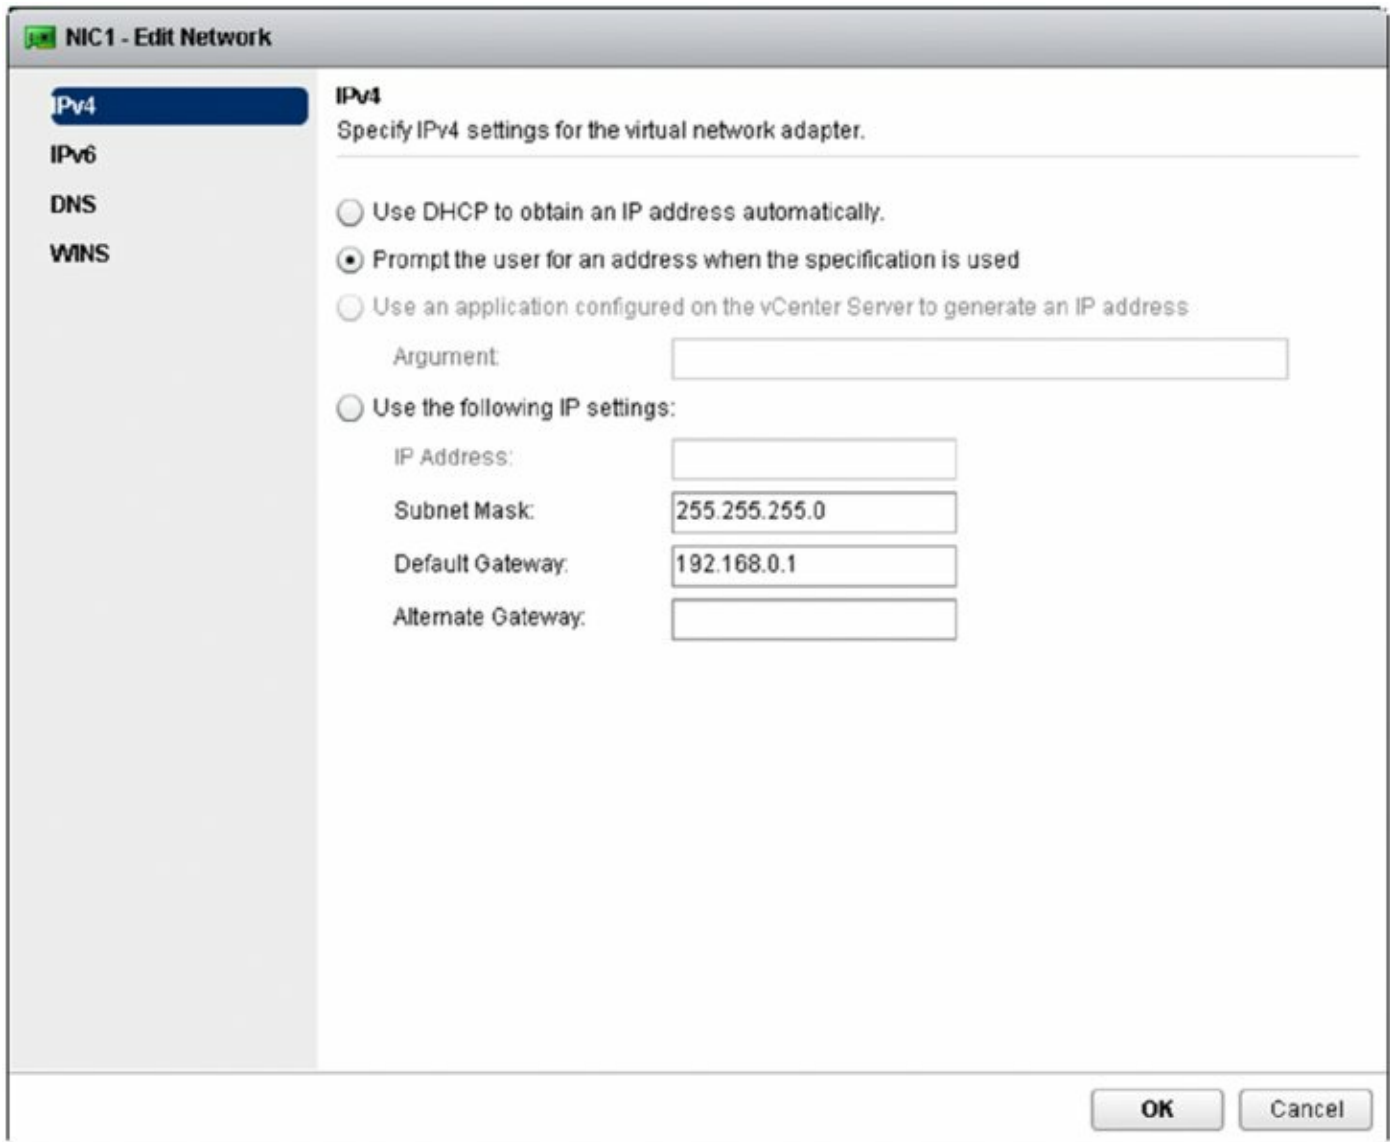 NIC1 - Edit Network
IPv4
IPv6
DNS
WINS
IPv4
Specify IPv4 settings for the virtual network adapter.
Use DHCP to obtain an IP address automatically.
Prompt the user for an address when the specification is used
Use an application configured on the vCenter Server to generate an IP address
Argument:
Use the following IP settings:
IP Address:
Subnet Mask: 255.255.255.0
Default Gateway: 192.168.0.1
Alternate Gateway:
OK Cancel